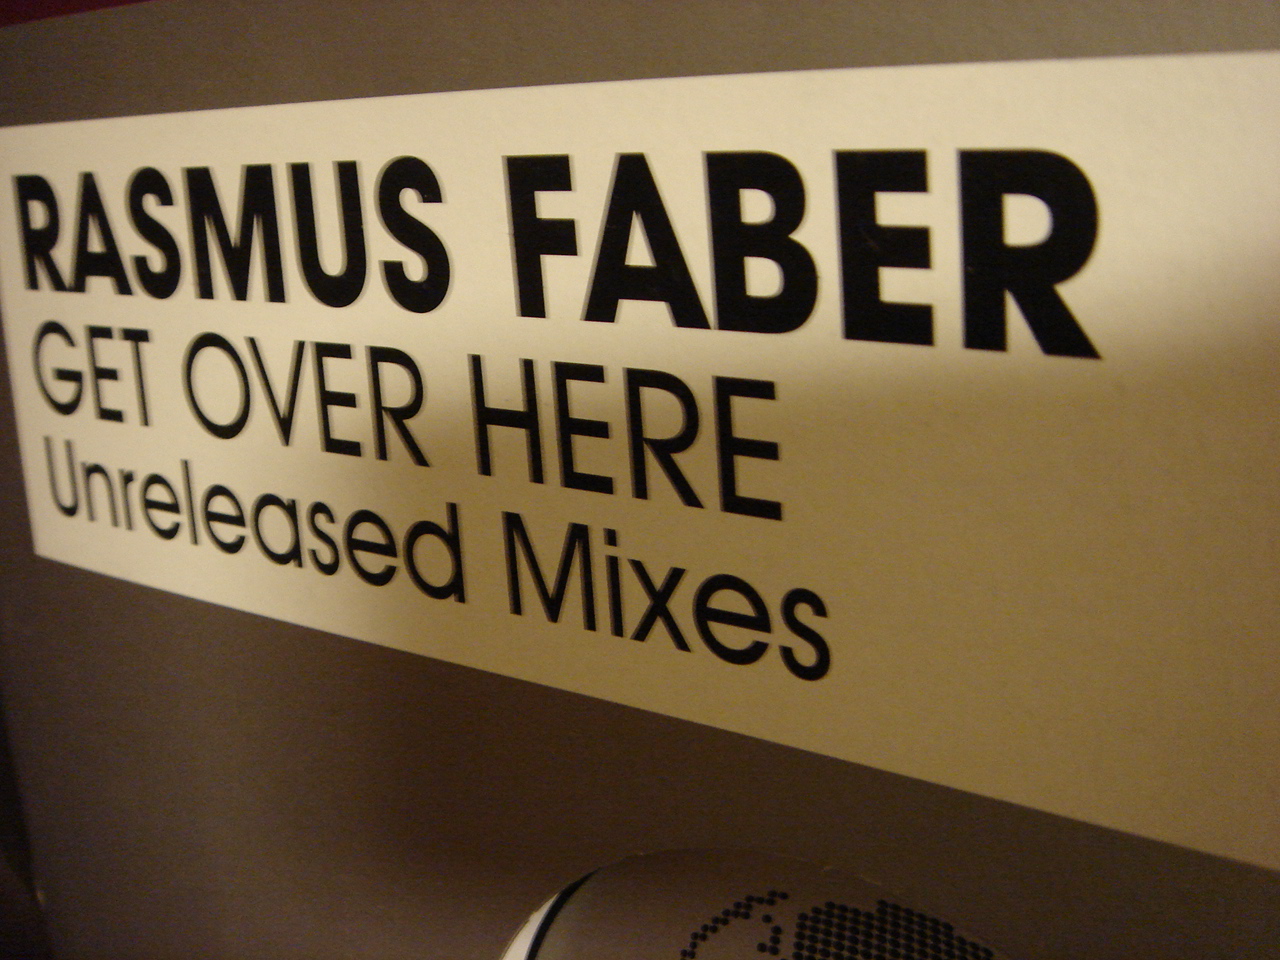 RASMUS FABER
GET OVER HERE
Unreleased Mixes